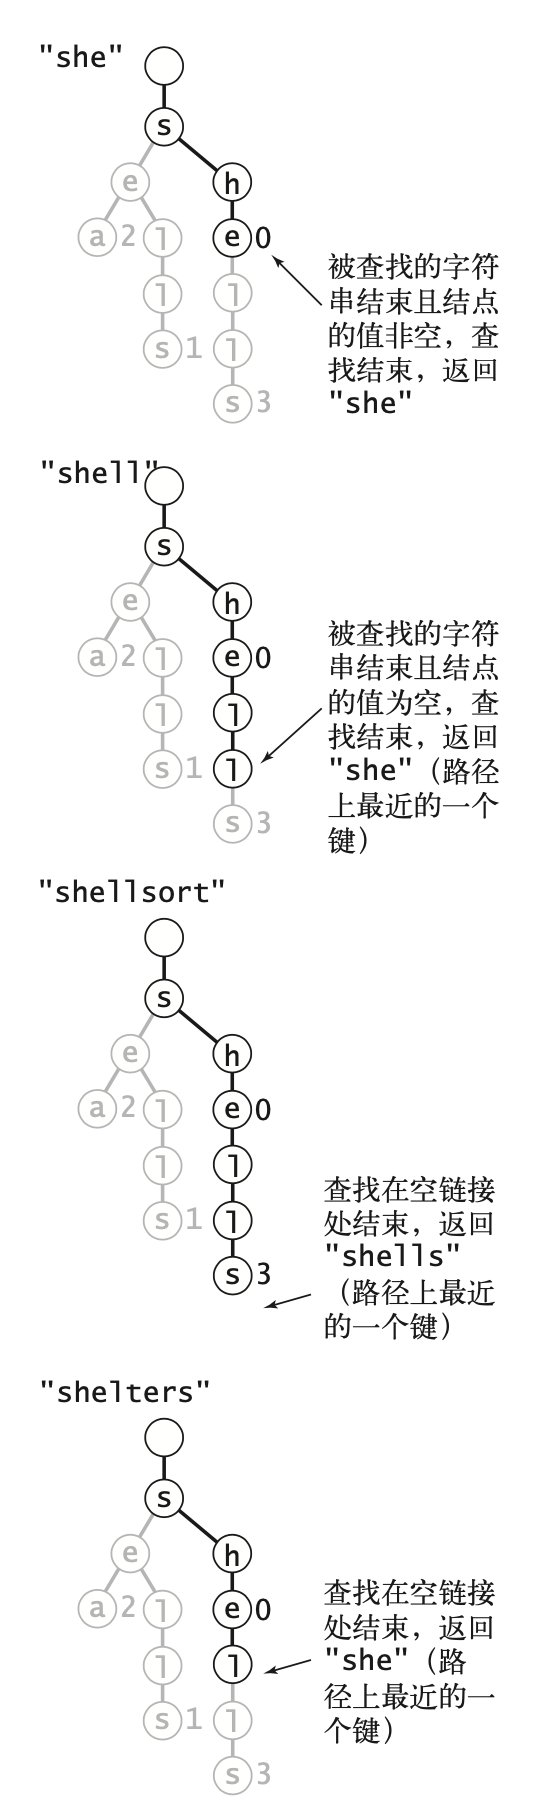 "she"
s
e h
a 2 l e 0
被查找的字符
串结束且结点
的值非空，查
找结束，返回
"she"
l l
s 1 l
s 3
"shell"
s
e h
a 2 l e 0
被查找的字符
串结束且结点
的值为空，查
找结束，返回
"she"（路径
上最近的一个
键）
l l
s 1 l
s 3
"shellsort"
s
e h
a 2 l e 0
l l
s 1 l
s 3
查找在空链接
处结束，返回
"shells"
（路径上最近
的一个键）
"shelters"
s
e h
a 2 l e 0
l l
s 1 l
s 3
查找在空链接
处结束，返回
"she"（路
径上最近的一
个键）